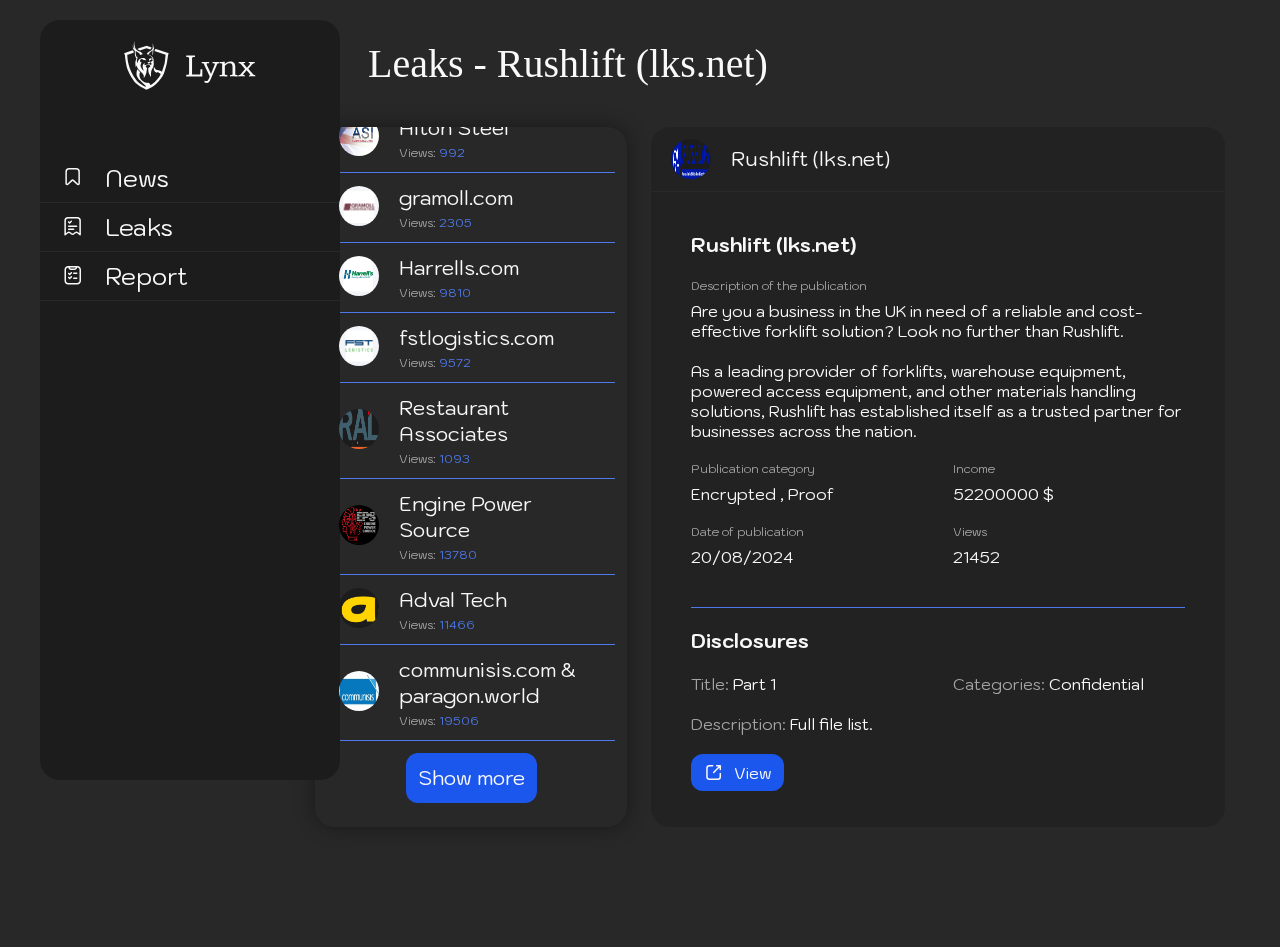 Lynx
Leaks - Rushlift (lks.net)
News
Leaks
Report
Hilton Steel
Views: 992
gramoll.com
Views: 2305
Harrells.com
Views: 9810
fstlogistics.com
Views: 9572
Restaurant
Associates
Views: 1093
Engine Power
Source
Views: 13780
Adval Tech
Views: 11466
communisis.com &
paragon.world
Views: 19506
Show more
Rushlift (lks.net)
Rushlift (lks.net)
Description of the publication
Are you a business in the UK in need of a reliable and cost-
effective forklift solution? Look no further than Rushlift.
As a leading provider of forklifts, warehouse equipment,
powered access equipment, and other materials handling
solutions, Rushlift has established itself as a trusted partner for
businesses across the nation.
Publication category
Income
Encrypted , Proof
52200000 $
Date of publication
Views
20/08/2024
21452
Disclosures
Title: Part 1
Categories: Confidential
Description: Full file list.
View